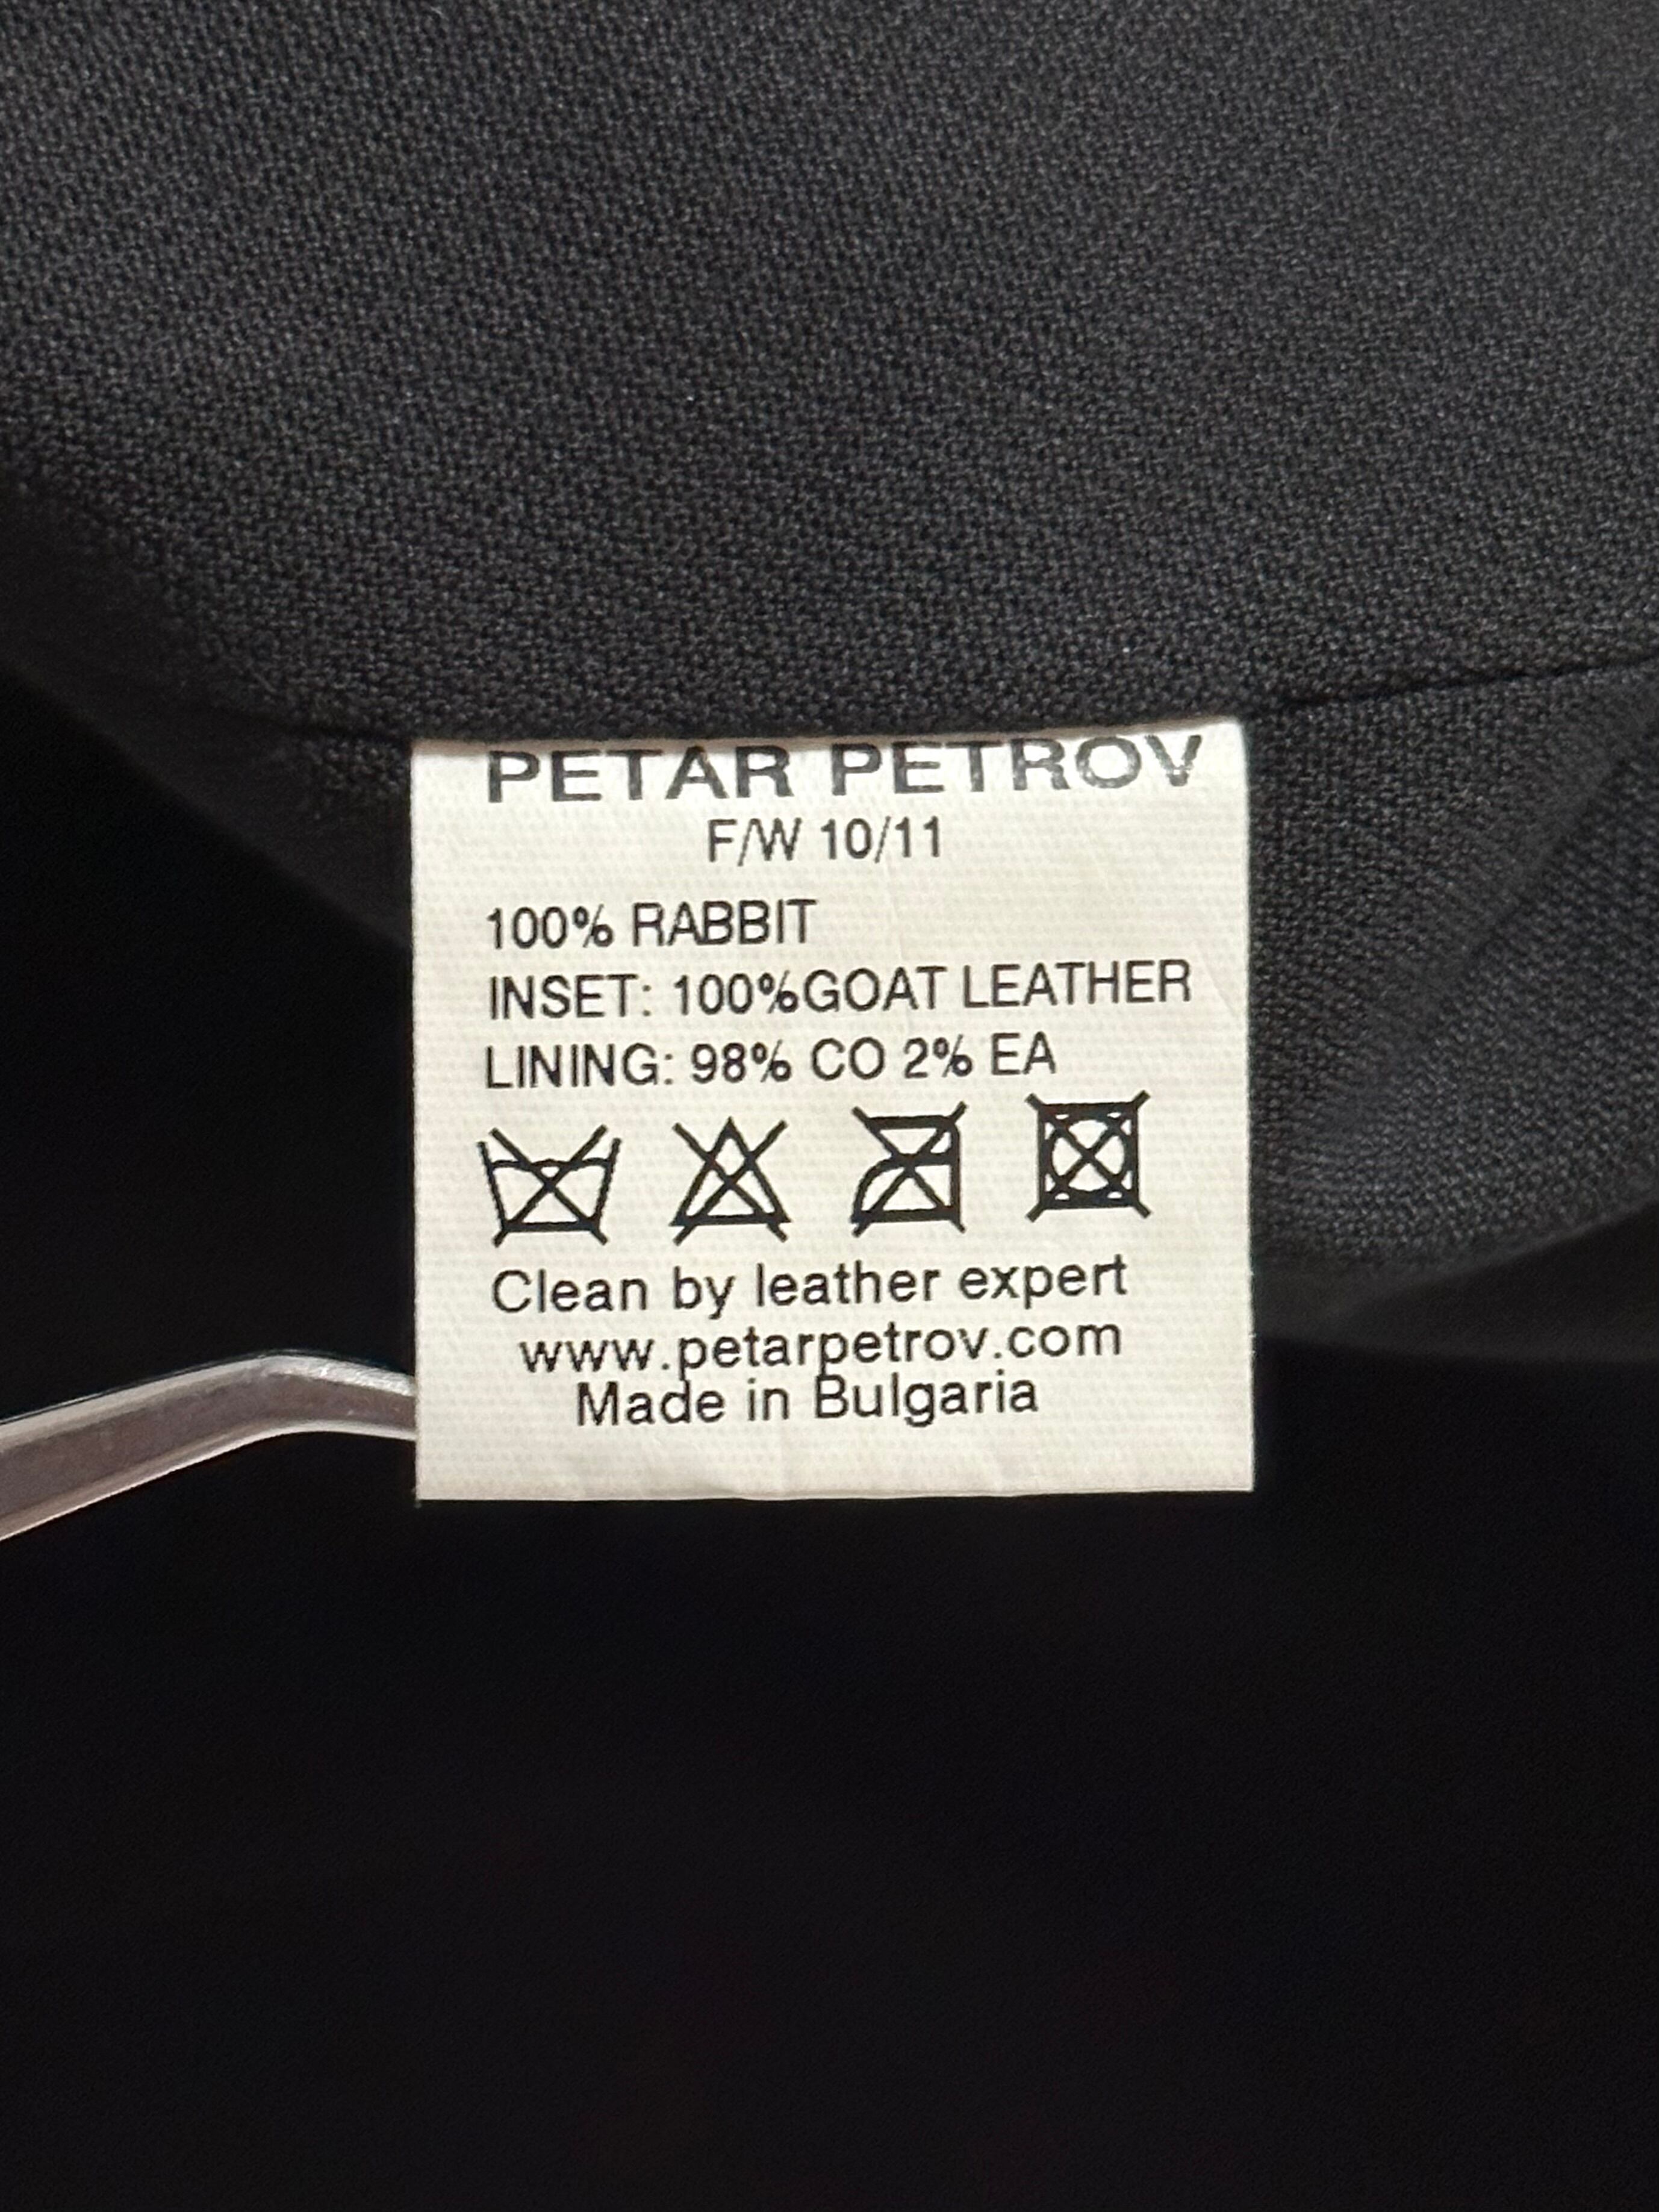 PETAR PETROV
F/W 10/11
100% RABBIT
INSET: 100%GOAT LEATHER
LINING: 98% CO 2% EA
Clean by leather expert
www.petarpetrov.com
Made in Bulgaria